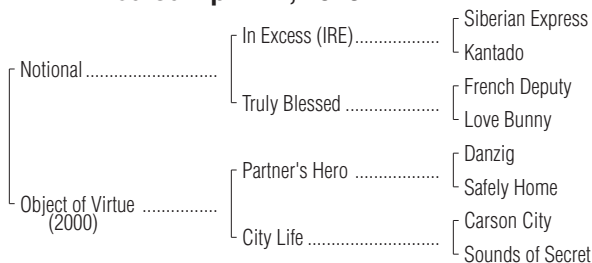 Siberian Express
In Excess (IRE)
Kantado
Notional
French Deputy
Truly Blessed
Love Bunny
Danzig
Partner's Hero
Safely Home
Object of Virtue
(2000)
Carson City
City Life
Sounds of Secret